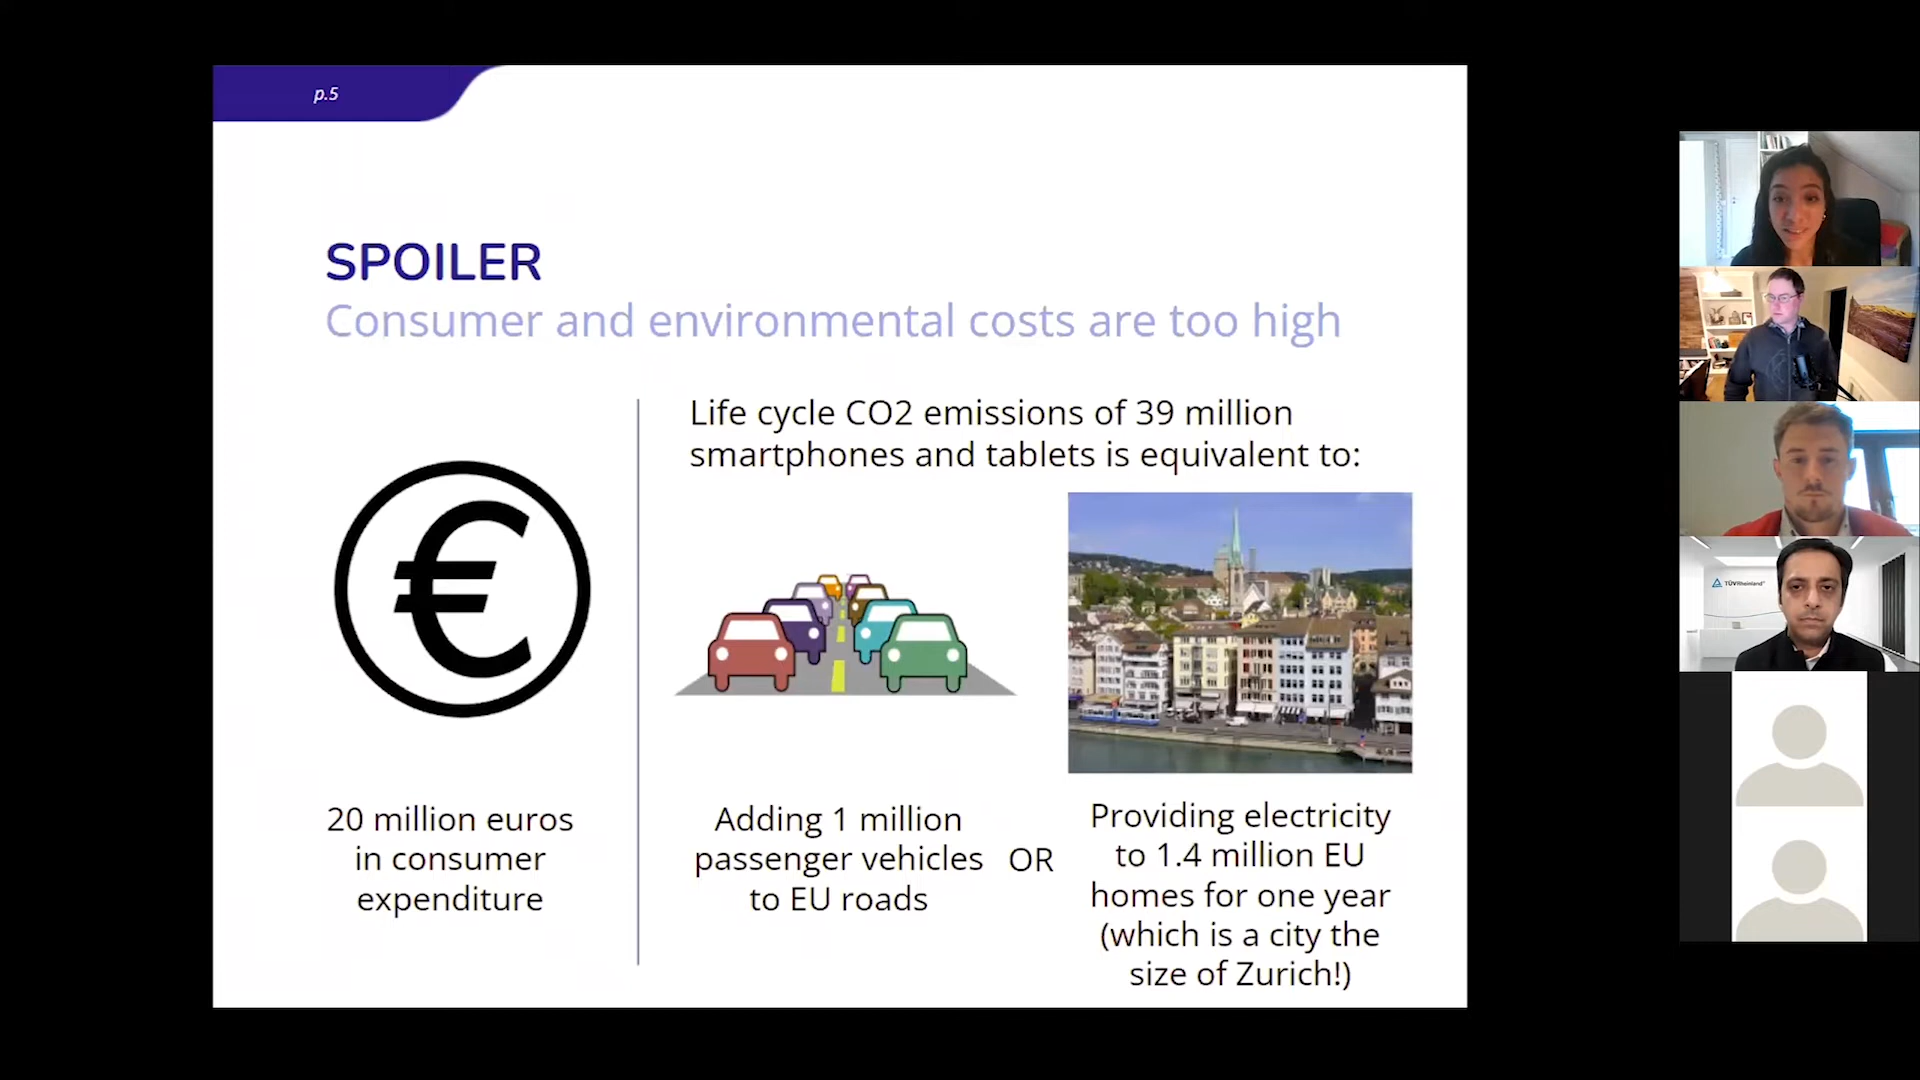 p.5
SPOILER
Consumer and environmental costs are too high
Life cycle CO2 emissions of 39 million
smartphones and tablets is equivalent to:
€
20 million euros
in consumer
expenditure
Adding 1 million
passenger vehicles
to EU roads
OR
Providing electricity
to 1.4 million EU
homes for one year
(which is a city the
size of Zurich!)
TÜVRheinland®